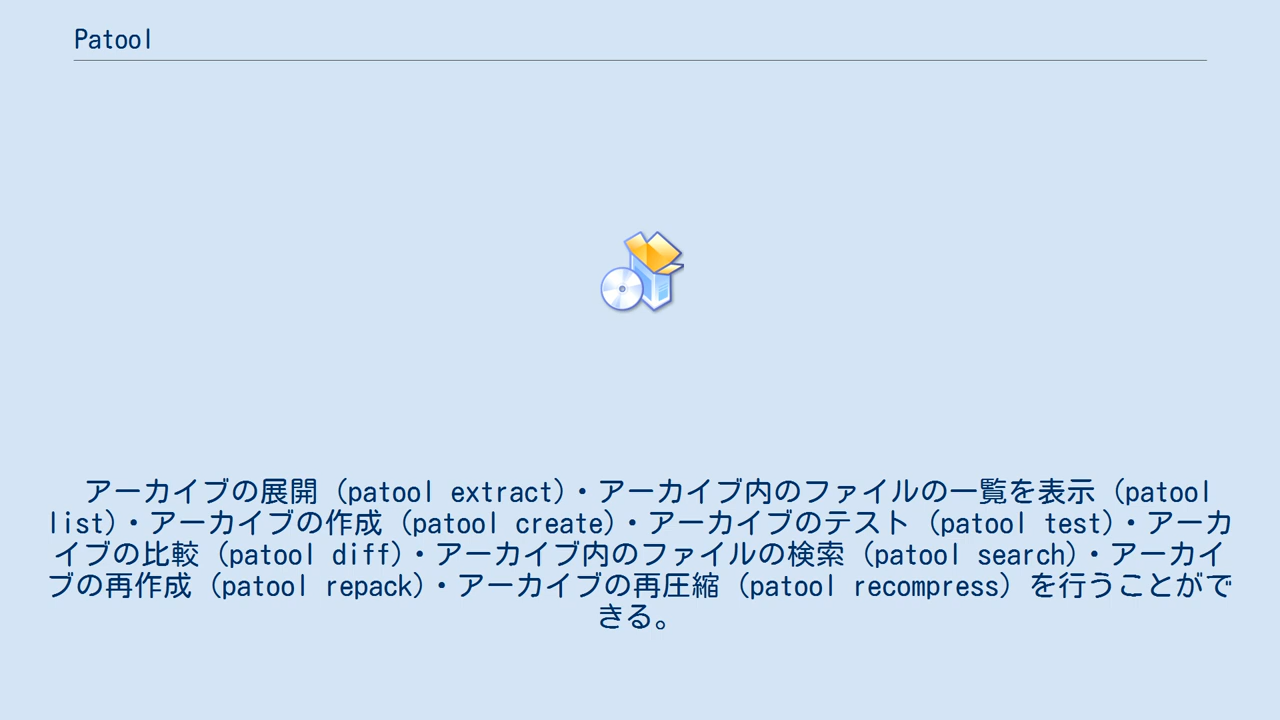 Patool
アーカイブの展開（patool extract）・アーカイブ内のファイルの一覧を表示（patool
list）・アーカイブの作成（patool create）・アーカイブのテスト（patool test）・アーカ
イブの比較（patool diff）・アーカイブ内のファイルの検索（patool search）・アーカイ
ブの再作成（patool repack）・アーカイブの再圧縮（patool recompress）を行うことがで
きる。